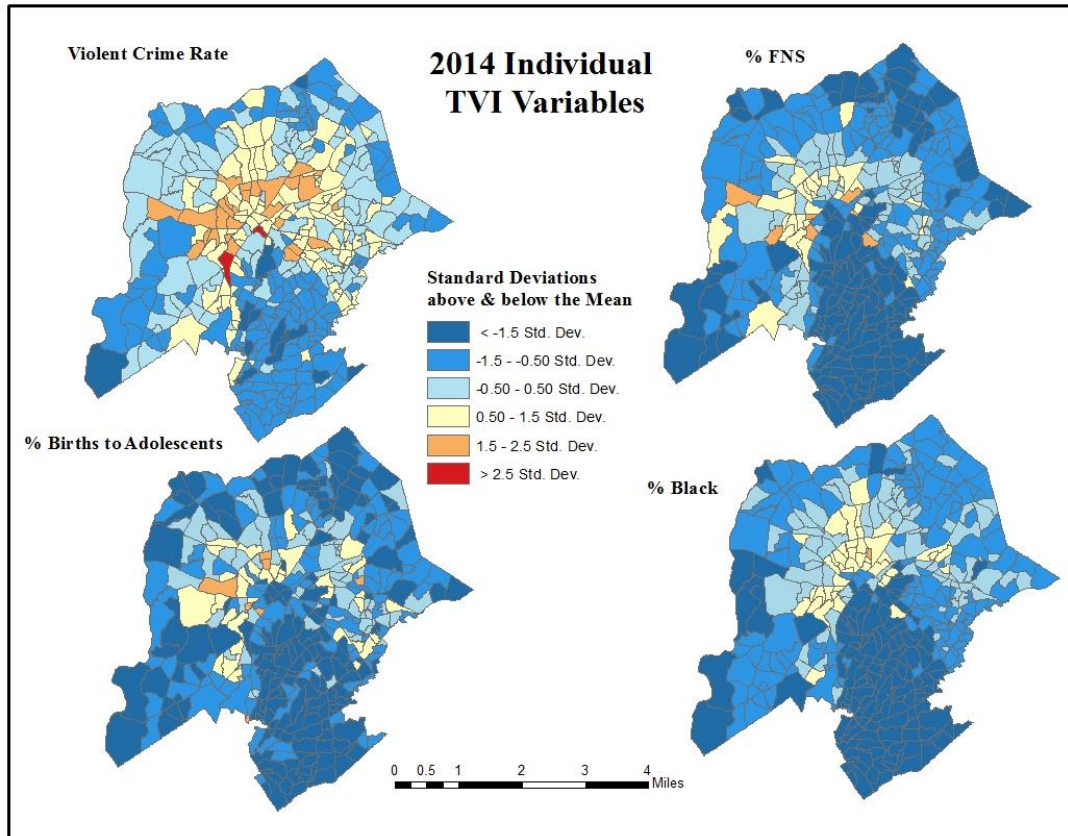 Violent Crime Rate
2014 Individual
TVI Variables
% FNS
Standard Deviations
above & below the Mean
< -1.5 Std. Dev.
-1.5 - -0.50 Std. Dev.
-0.50 - 0.50 Std. Dev.
0.50 - 1.5 Std. Dev.
1.5 - 2.5 Std. Dev.
> 2.5 Std. Dev.
% Births to Adolescents
% Black
0 0.5 1 2 3 4
Miles